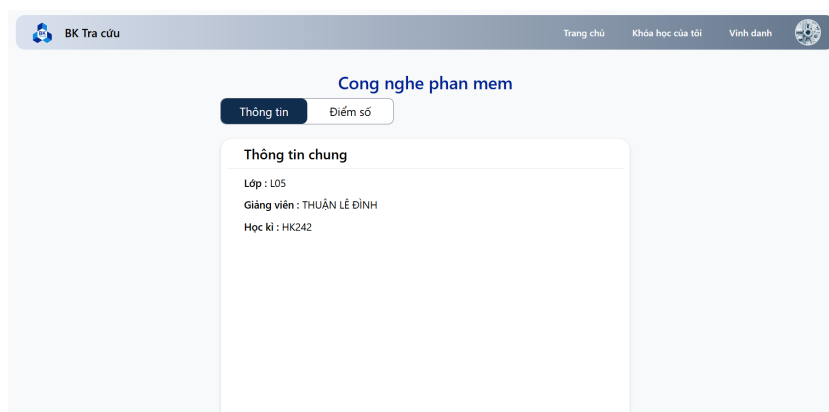 BK BK Tra cứu Trang chủ Khóa học của tôi Vinh danh
Cong nghe phan mem
Thông tin Điểm số
Thông tin chung
Lớp : L05
Giảng viên : THUẬN LÊ ĐÌNH
Học kì : HK242